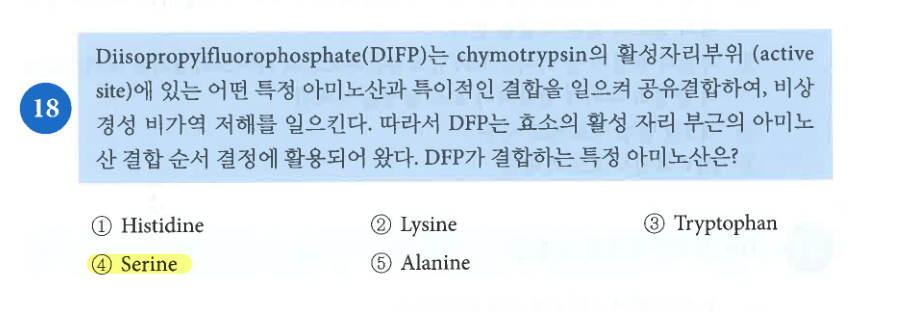 18
Diisopropylfluorophosphate(DIFP)는 chymotrypsin의 활성자리부위 (active
site)에 있는 어떤 특정 아미노산과 특이적인 결합을 일으켜 공유결합하여, 비상
경성 비가역 저해를 일으킨다. 따라서 DFP는 효소의 활성 자리 부근의 아미노
산 결합 순서 결정에 활용되어 왔다. DFP가 결합하는 특정 아미노산은?
① Histidine ② Lysine ③ Tryptophan
④ Serine ⑤ Alanine